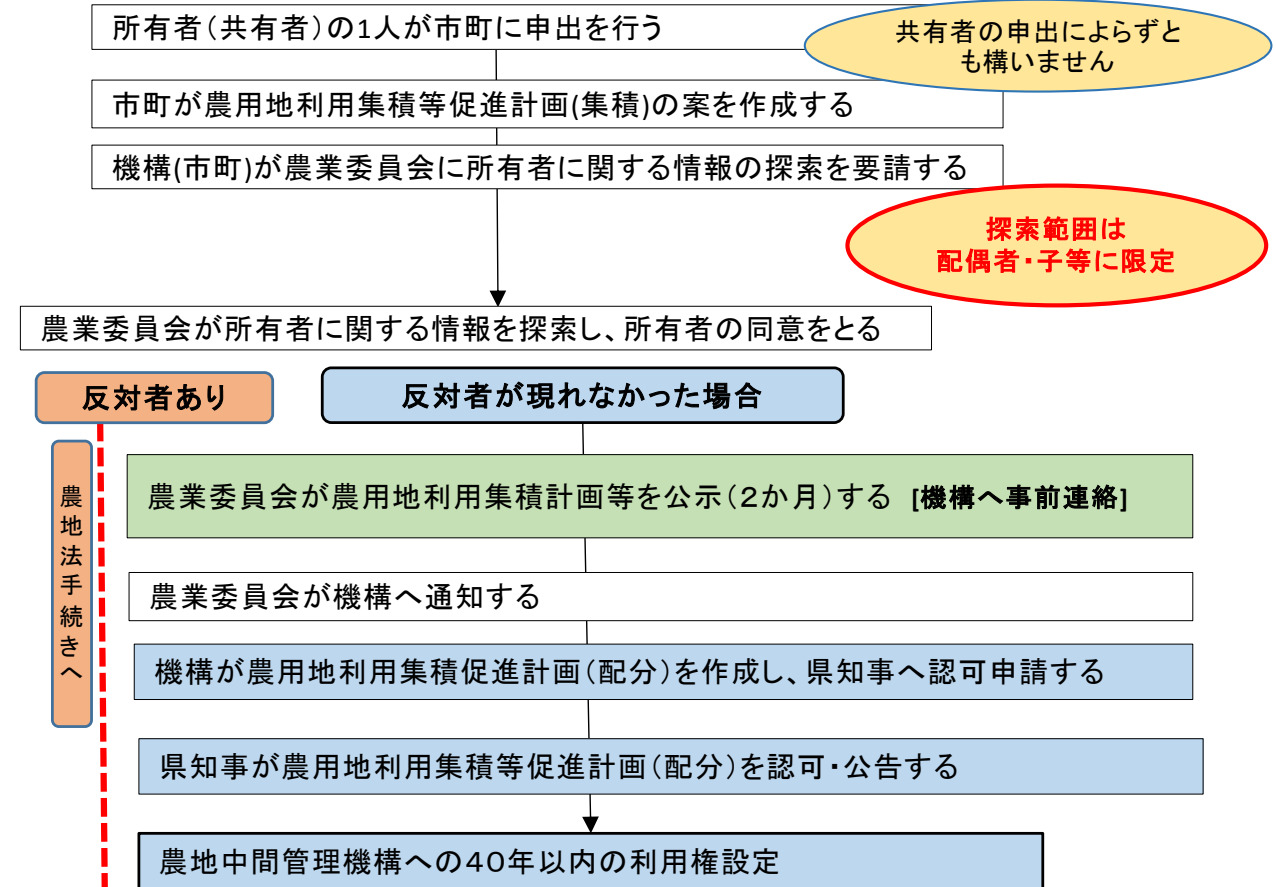 所有者（共有者）の1人が市町に申出を行う
共有者の申出によらずと
も構いません
市町が農用地利用集積等促進計画(集積)の案を作成する
機構(市町)が農業委員会に所有者に関する情報の探索を要請する
探索範囲は
配偶者・子等に限定
農業委員会が所有者に関する情報を探索し、所有者の同意をとる
反対者あり
反対者が現れなかった場合
農地法手続きへ
農業委員会が農用地利用集積計画等を公示（２か月）する [機構へ事前連絡]
農業委員会が機構へ通知する
機構が農用地利用集積促進計画（配分）を作成し、県知事へ認可申請する
県知事が農用地利用集積等促進計画（配分）を認可・公告する
農地中間管理機構への４０年以内の利用権設定